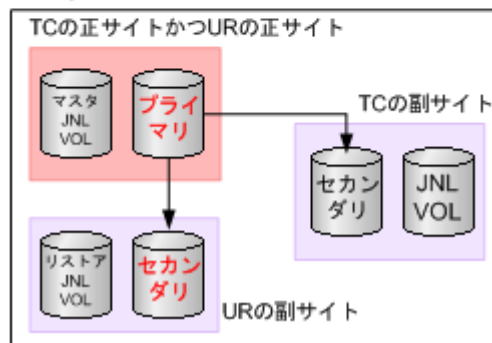 TCの正サイトかつURの正サイト
マスタ
JNL
VOL
プライ
マリ
TCの副サイト
セカン
ダリ
JNL
VOL
リストア
JNL
VOL
セカン
ダリ
URの副サイト